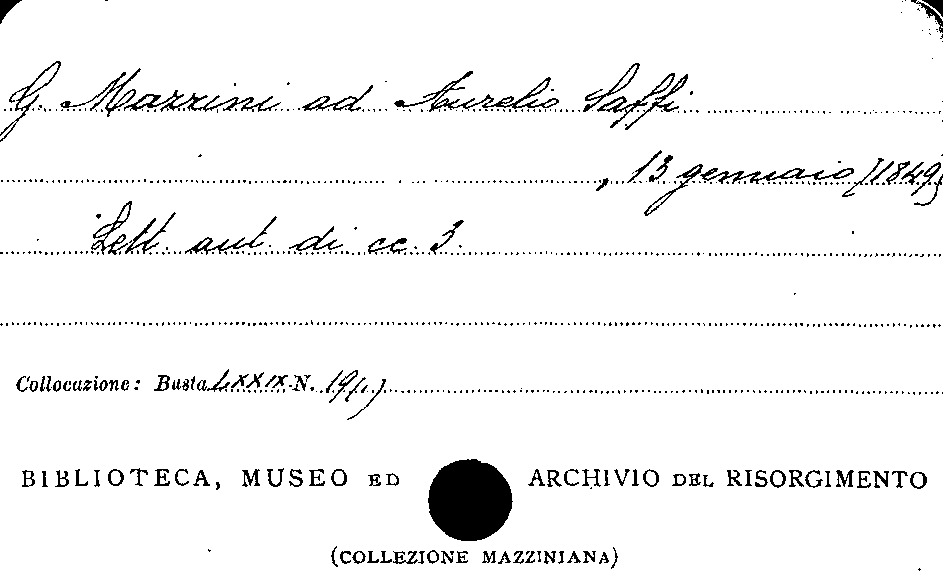 G. Mazzini ad Aurelio Saffi
, 13 gennaio [1849]
Lett. aut. di cc. 3.
Collocazione: Busta LXXIX N. 19(1)
BIBLIOTECA, MUSEO ED ARCHIVIO DEL RISORGIMENTO
(COLLEZIONE MAZZINIANA)